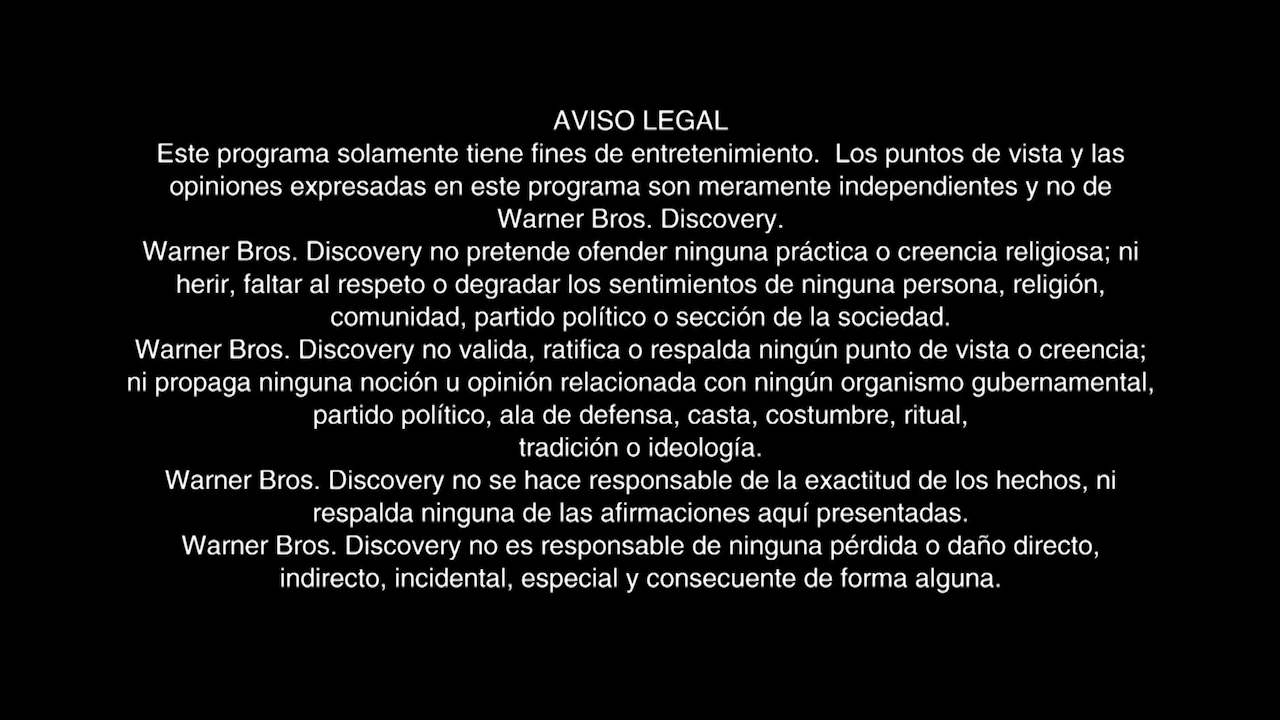 AVISO LEGAL
Este programa solamente tiene fines de entretenimiento.  Los puntos de vista y las
opiniones expresadas en este programa son meramente independientes y no de
Warner Bros. Discovery.
Warner Bros. Discovery no pretende ofender ninguna práctica o creencia religiosa; ni
herir, faltar al respeto o degradar los sentimientos de ninguna persona, religión,
comunidad, partido político o sección de la sociedad.
Warner Bros. Discovery no valida, ratifica o respalda ningún punto de vista o creencia;
ni propaga ninguna noción u opinión relacionada con ningún organismo gubernamental,
partido político, ala de defensa, casta, costumbre, ritual,
tradición o ideología.
Warner Bros. Discovery no se hace responsable de la exactitud de los hechos, ni
respalda ninguna de las afirmaciones aquí presentadas.
Warner Bros. Discovery no es responsable de ninguna pérdida o daño directo,
indirecto, incidental, especial y consecuente de forma alguna.